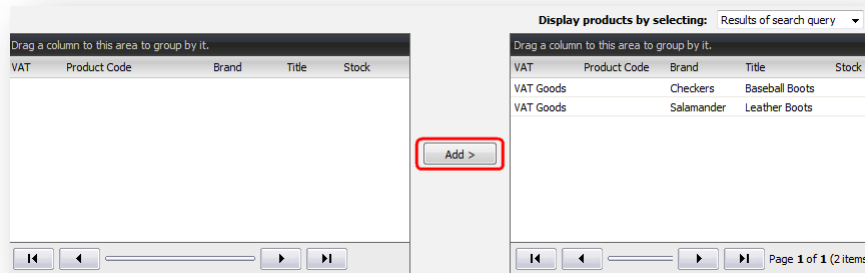 Display products by selecting: Results of search query
Drag a column to this area to group by it.
VAT Product Code Brand Title Stock
Add >
Drag a column to this area to group by it.
VAT Product Code Brand Title Stock
VAT Goods Checkers Baseball Boots
VAT Goods Salamander Leather Boots
Page 1 of 1 (2 items